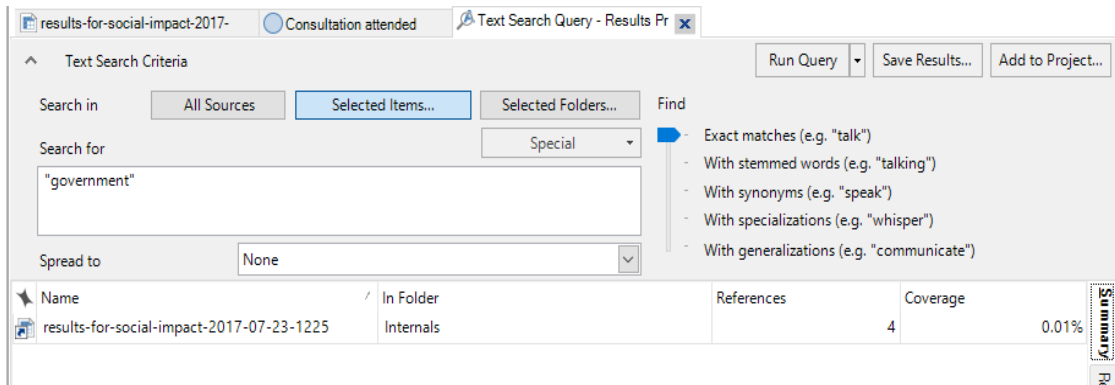 results-for-social-impact-2017- Consultation attended Text Search Query - Results Pr x
Text Search Criteria Run Query Save Results... Add to Project...
Search in All Sources Selected Items... Selected Folders... Find
Search for Special Exact matches (e.g. "talk")
With stemmed words (e.g. "talking")
"government" With synonyms (e.g. "speak")
With specializations (e.g. "whisper")
Spread to None With generalizations (e.g. "communicate")
Name In Folder References Coverage
results-for-social-impact-2017-07-23-1225 Internals 4 0.01%
Summary